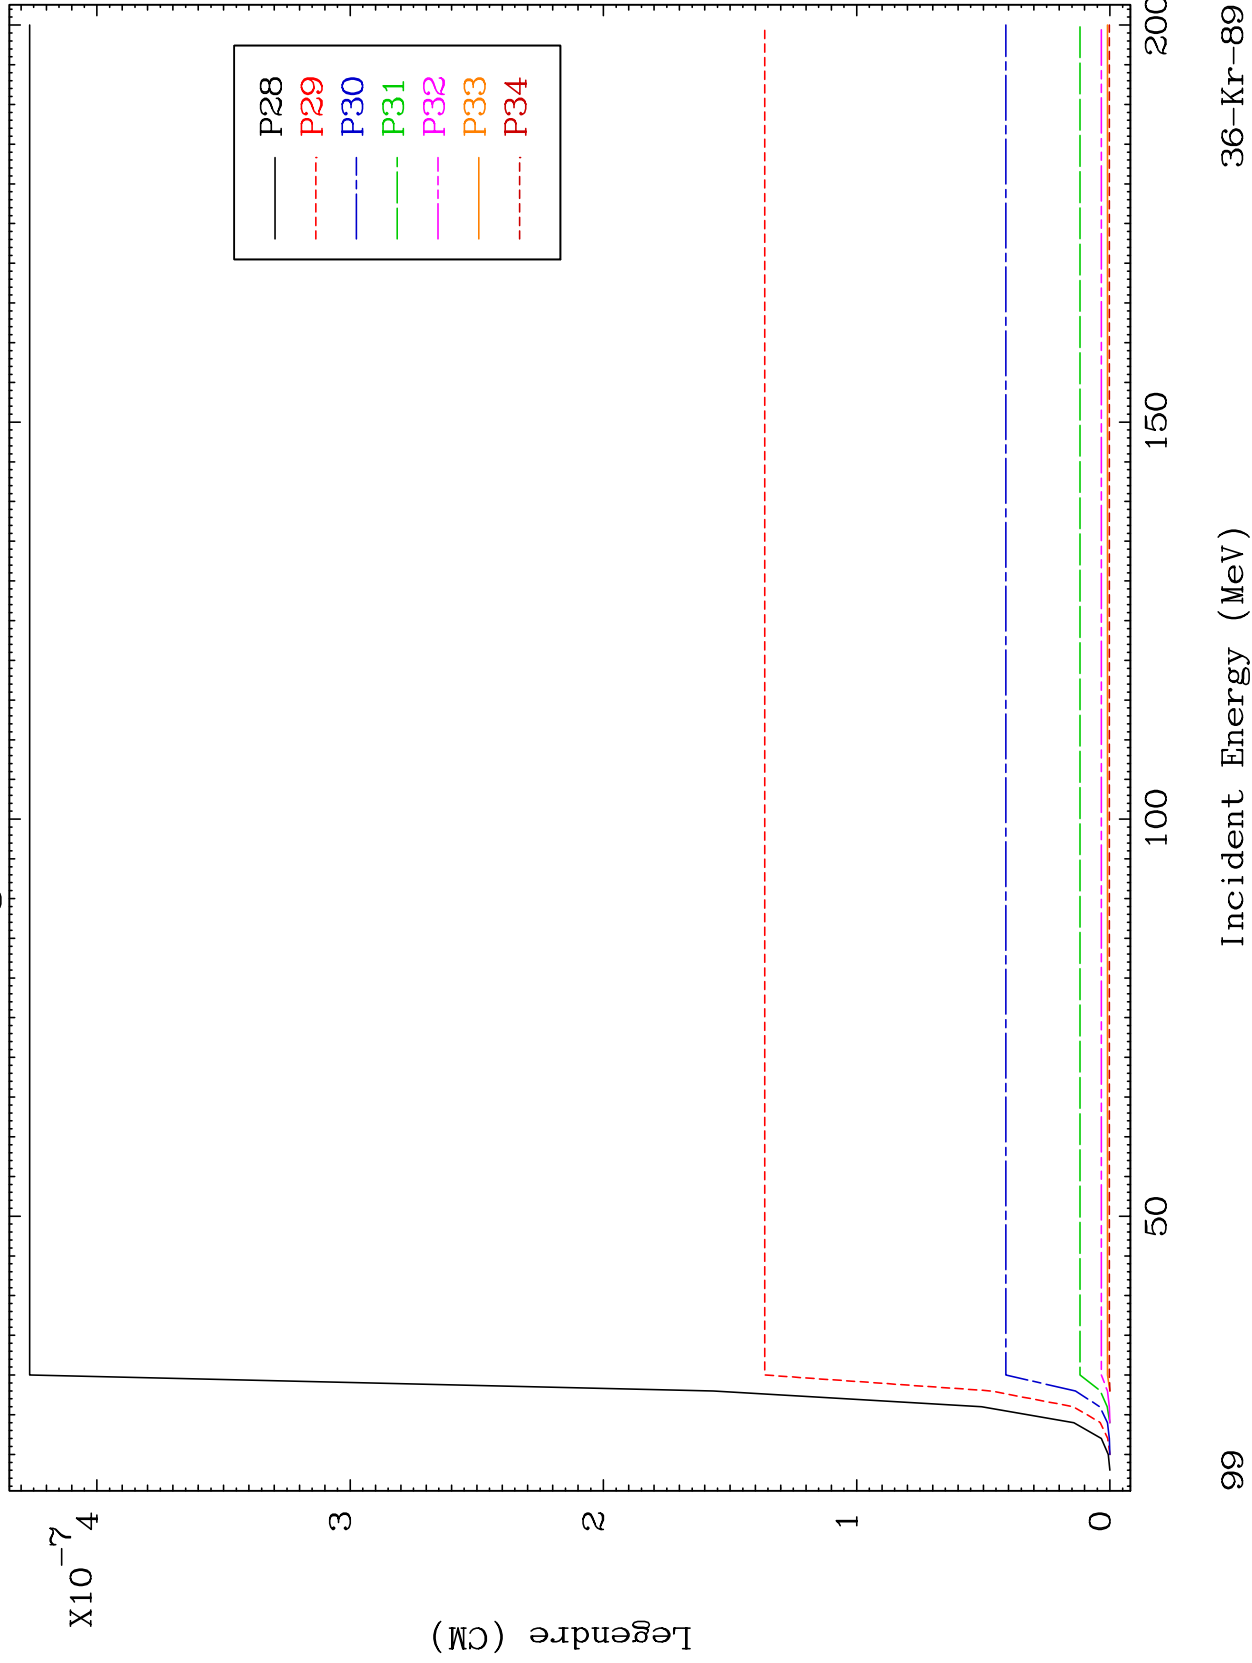 X10-7
4
3
2
1
0
Legendre (CM)
P28
P29
P30
P31
P32
P33
P34
50
100
150
200
Incident Energy (MeV)
99
36-Kr-89